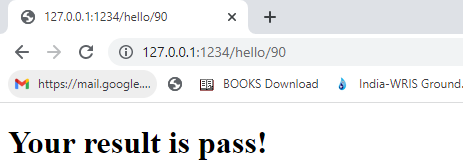 127.0.0.1:1234/hello/90
127.0.0.1:1234/hello/90
https://mail.google.... BOOKS Download India-WRIS Ground.
Your result is pass!